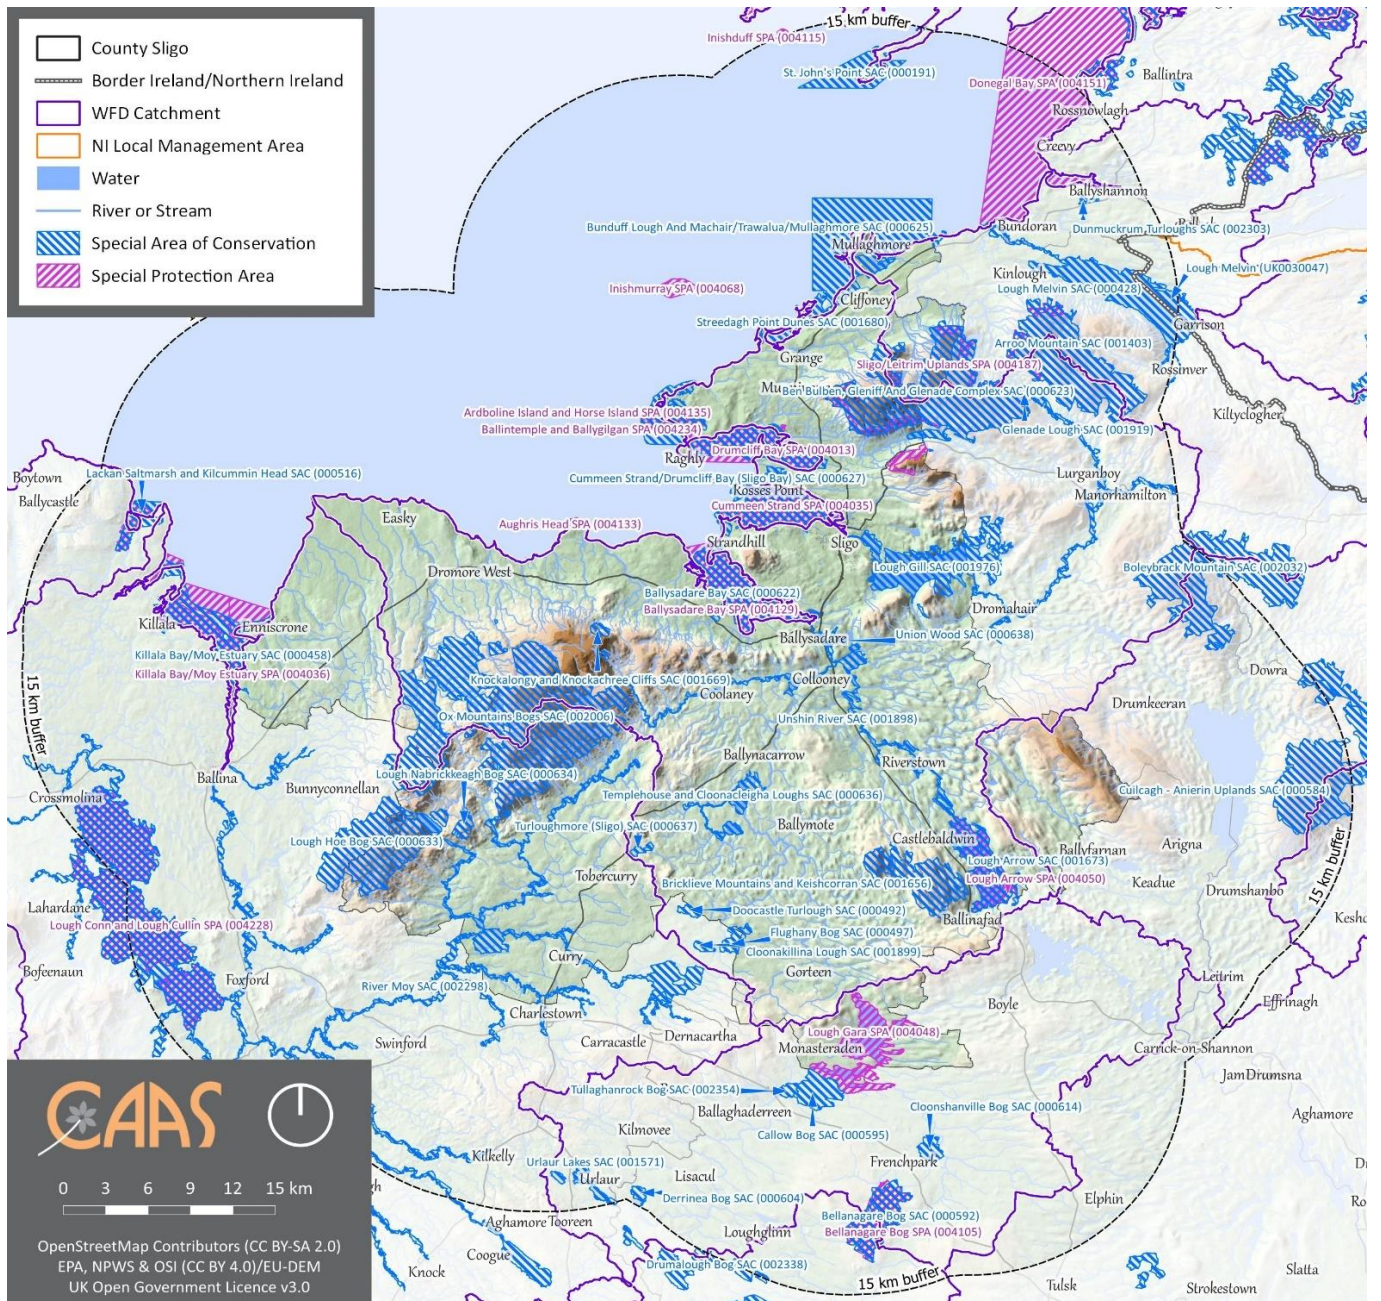 County Sligo
Border Ireland/Northern Ireland
WFD Catchment
NI Local Management Area
Water
River or Stream
Special Area of Conservation
Special Protection Area
15 km buffer
Inishduff SPA (004115)
St. John's Point SAC (000191)
Ballintra
Donegal Bay SPA (004151)
Rossnowlagh
Creevy
Ballyshannon
Bunduff Lough And Machair/Trawalua/Mullaghmore SAC (000625)
Bundoran
Dunmuckrum Turloughs SAC (002303)
Mullaghmore
Kinlough
Lough Melvin (UK0030047)
Inishmurray SPA (004068)
Lough Melvin SAC (000428)
Cliffoney
Streedagh Point Dunes SAC (001680)
Garrison
Grange
Arroo Mountain SAC (001403)
Sligo/Leitrim Uplands SPA (004187)
Rossinver
Ben Bulben, Gleniff And Glenade Complex SAC (000623)
Ardboline Island and Horse Island SPA (004135)
Kiltyclogher
Ballintemple and Ballygilgan SPA (004234)
Glenade Lough SAC (001919)
Drumcliff Bay SPA (004013)
Raghly
Lackan Saltmarsh and Kilcummin Head SAC (000516)
Boytown
Cummeen Strand/Drumcliff Bay (Sligo Bay) SAC (000627)
Lurganboy
Rosses Point
Manorhamilton
Ballycastle
Cummeen Strand SPA (004035)
Easky
Aughris Head SPA (004133)
Strandhill
Sligo
Dromore West
Lough Gill SAC (001976)
Boleybrack Mountain SAC (002032)
Ballysadare Bay SAC (000622)
Ballysadare Bay SPA (004129)
Dromahair
Killala
Enniscrone
Ballysadare
Union Wood SAC (000638)
Killala Bay/Moy Estuary SAC (000458)
Killala Bay/Moy Estuary SPA (004036)
Dowra
Knockalongy and Knockachree Cliffs SAC (001669)
Collooney
Coolaney
15 km buffer
Drumkeeran
Ox Mountains Bogs SAC (002006)
Unshin River SAC (001898)
Ballynacarrow
Riverstown
Ballina
Lough Nabrickkeagh Bog SAC (000634)
Bunnyconnellan
Cuilcagh - Anierin Uplands SAC (000584)
Crossmolina
Templehouse and Cloonacleigha Loughs SAC (000636)
Turloughmore (Sligo) SAC (000637)
Ballymote
Lough Hoe Bog SAC (000633)
Castlebaldwin
Ballyfarnan
Arigna
Lough Arrow SAC (001673)
Tobercurry
Bricklieve Mountains and Keishcorran SAC (001656)
Lough Arrow SPA (004050)
Keadue
Drumshanbo
15 km buffer
Lahardane
Doocastle Turlough SAC (000492)
Ballinafad
Kesho
Lough Conn and Lough Cullin SPA (004228)
Flughany Bog SAC (000497)
Cloonakillina Lough SAC (001899)
Curry
Bofeenaun
Gorteen
Foxford
River Moy SAC (002298)
Leitrim
Boyle
Effrinagh
Charlestown
Lough Gara SPA (004048)
Dernacartha
Swinford
Carracastle
Monasteraden
Carrick-on-Shannon
JamDrumsna
Tullaghanrock Bog SAC (002354)
Ballaghaderreen
Cloonshanville Bog SAC (000614)
Aghamore
Kilmovee
Callow Bog SAC (000595)
Kilkelly
Urlaur Lakes SAC (001571)
Frenchpark
Urlaur
Lisacul
Derrinea Bog SAC (000604)
Elphin
Bellanagare Bog SAC (000592)
Aghamore
Tooreen
Loughglinn
Bellanagare Bog SPA (004105)
Coogue
Knock
Drumalough Bog SAC (002338)
15 km buffer
Tulsk
Strokestown
Slatta
CAAS
0 3 6 9 12 15 km
OpenStreetMap Contributors (CC BY-SA 2.0)
EPA, NPWS & OSI (CC BY 4.0)/EU-DEM
UK Open Government Licence v3.0